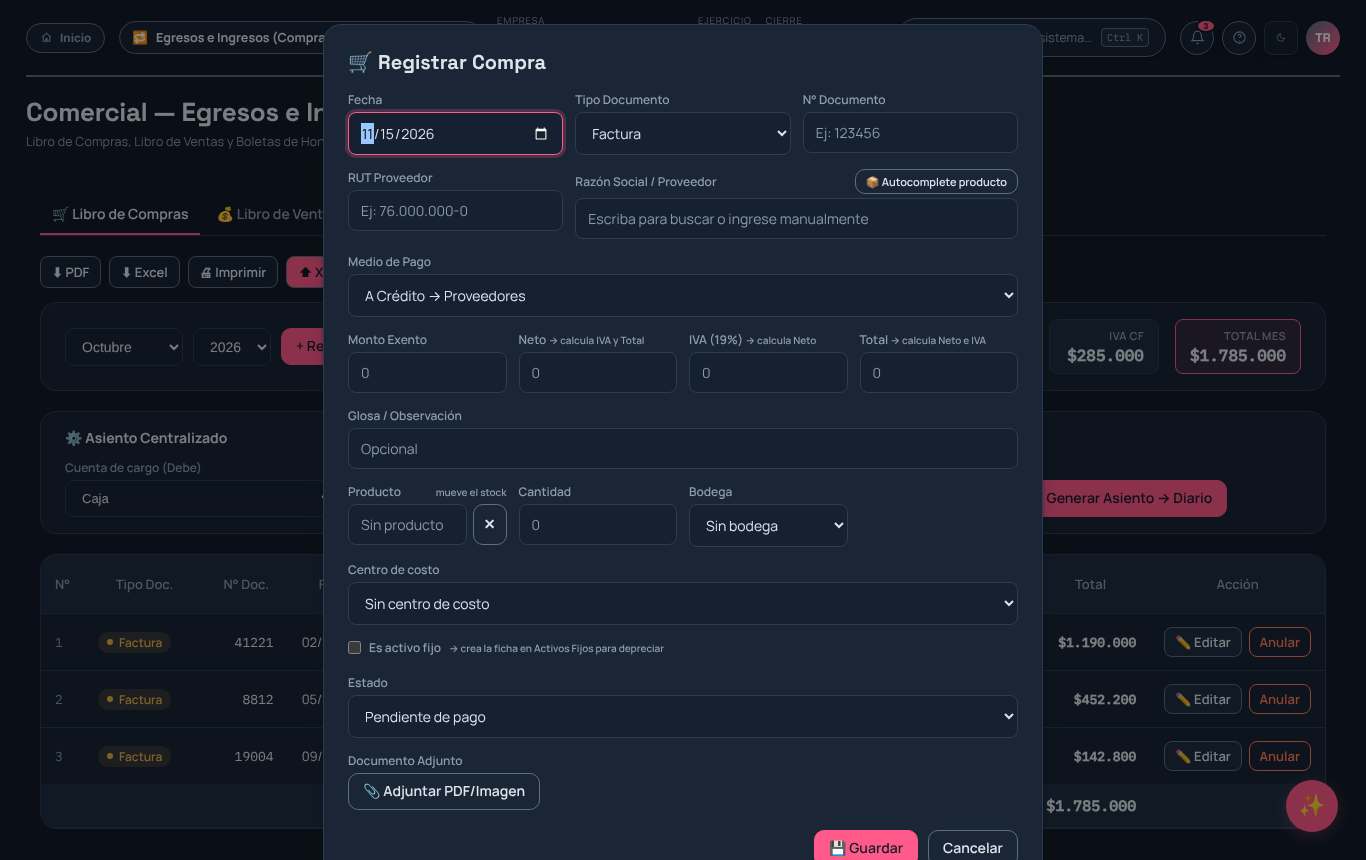 EMPRESA EJERCICIO CIERRE
Inicio Egresos e Ingresos (Compra sistema... Ctrl K 3 TR
🛒 Registrar Compra
Comercial — Egresos e In
Libro de Compras, Libro de Ventas y Boletas de Hon
Fecha Tipo Documento N° Documento
11/15/2026 Factura Ej: 123456
RUT Proveedor Razón Social / Proveedor 📦 Autocomplete producto
Ej: 76.000.000-0 Escriba para buscar o ingrese manualmente
🛒 Libro de Compras 💰 Libro de Vent
Medio de Pago
⬇ PDF ⬇ Excel 🖨 Imprimir ⬆ X
A Crédito → Proveedores
Monto Exento Neto → calcula IVA y Total IVA (19%) → calcula Neto Total → calcula Neto e IVA
0 0 0 0
Octubre 2026 + Re
IVA CF TOTAL MES
$285.000 $1.785.000
Glosa / Observación
Opcional
⚙️ Asiento Centralizado
Cuenta de cargo (Debe)
Caja Generar Asiento → Diario
Producto mueve el stock Cantidad Bodega
Sin producto ✕ 0 Sin bodega
Centro de costo
Sin centro de costo
Es activo fijo → crea la ficha en Activos Fijos para depreciar
Estado
Pendiente de pago
Documento Adjunto
📎 Adjuntar PDF/Imagen
💾 Guardar Cancelar
N° Tipo Doc. N° Doc. F Total Acción
1 Factura 41221 02/ $1.190.000 ✏️ Editar Anular
2 Factura 8812 05/ $452.200 ✏️ Editar Anular
3 Factura 19004 09/ $142.800 ✏️ Editar Anular
$1.785.000